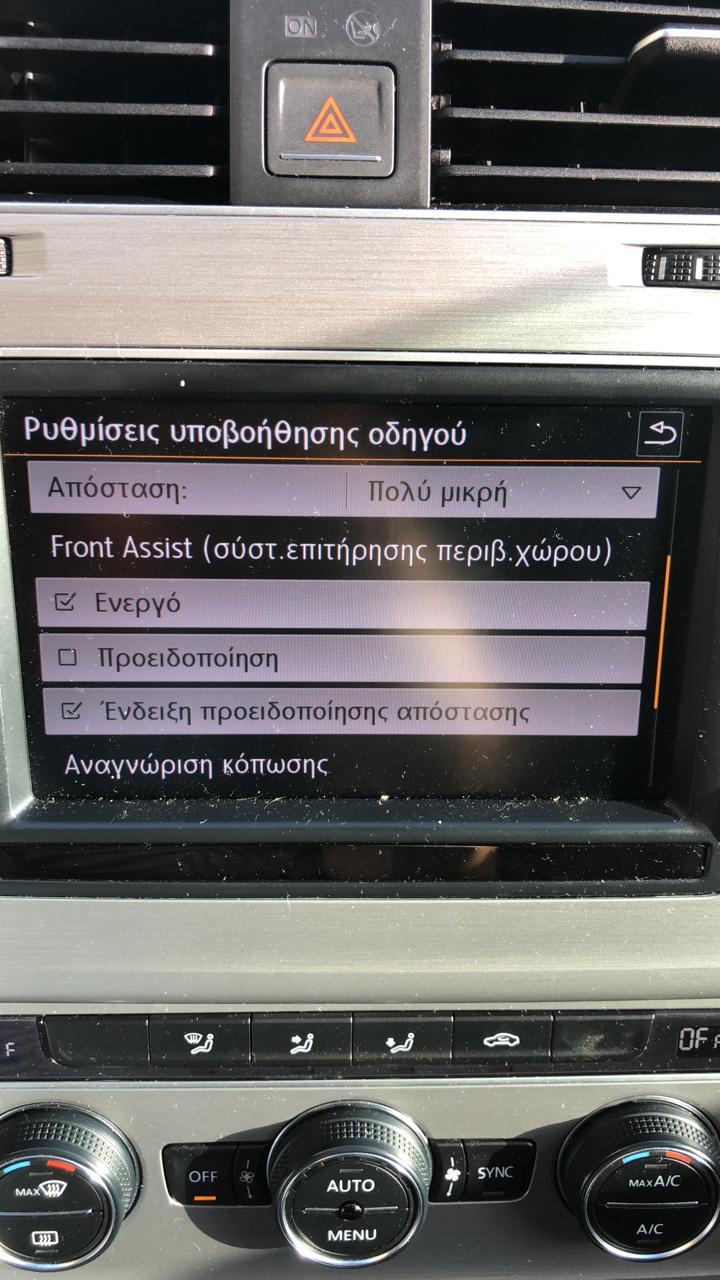 ON
Ρυθμίσεις υποβοήθησης οδηγού
Απόσταση: Πολύ μικρή
Front Assist (σύστ.επιτήρησης περιβ.χώρου)
Ενεργό
Προειδοποίηση
Ένδειξη προειδοποίησης απόστασης
Αναγνώριση κόπωσης
OF
OFF SYNC
MAX AUTO MAX A/C
MENU A/C